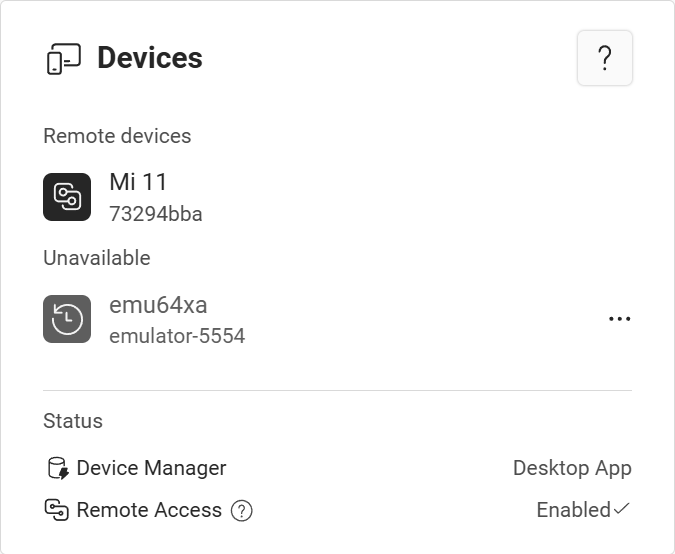 Devices
?
Remote devices
Mi 11
73294bba
Unavailable
emu64xa
emulator-5554
...
Status
Device Manager Desktop App
Remote Access ? Enabled✓